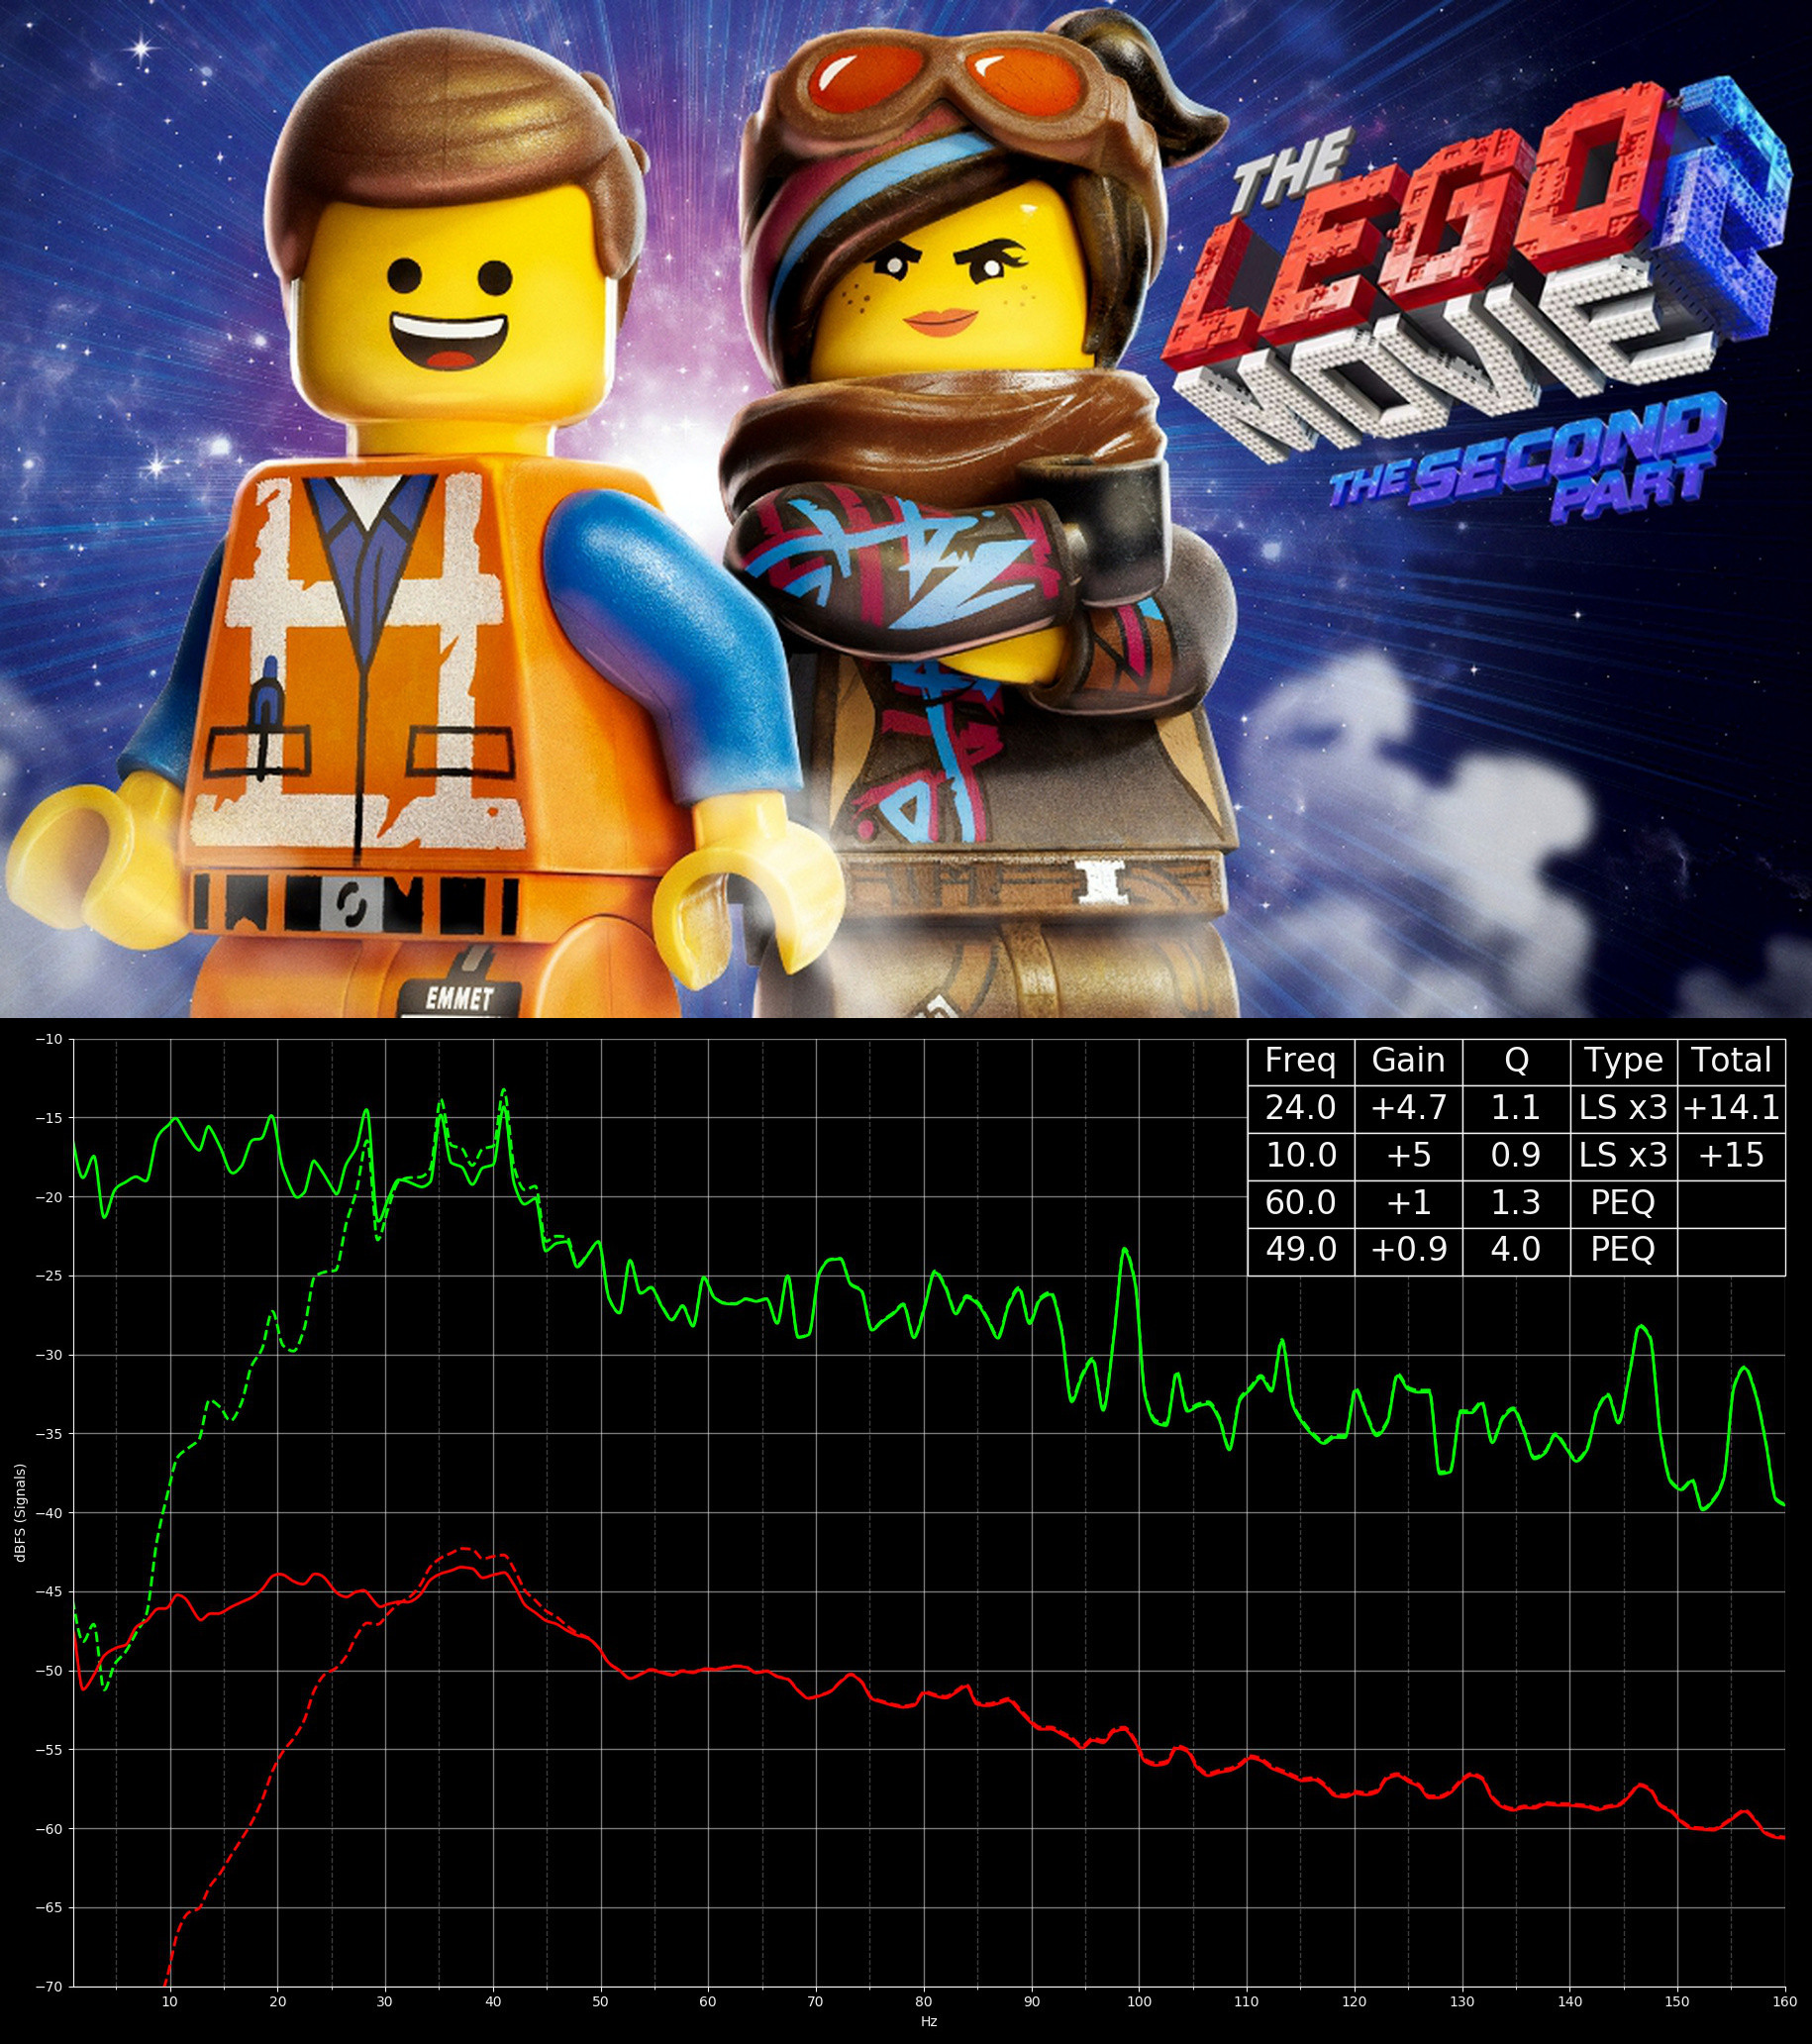 THE
LEGO 2
MOVIE
THE SECOND
PART
EMMET
Freq Gain Q Type Total
24.0 +4.7 1.1 LS x3 +14.1
10.0 +5 0.9 LS x3 +15
60.0 +1 1.3 PEQ
49.0 +0.9 4.0 PEQ
−10
−15
−20
−25
−30
−35
−40
−45
−50
−55
−60
−65
−70
dBFS (Signals)
10 20 30 40 50 60 70 80 90 100 110 120 130 140 150 160
Hz